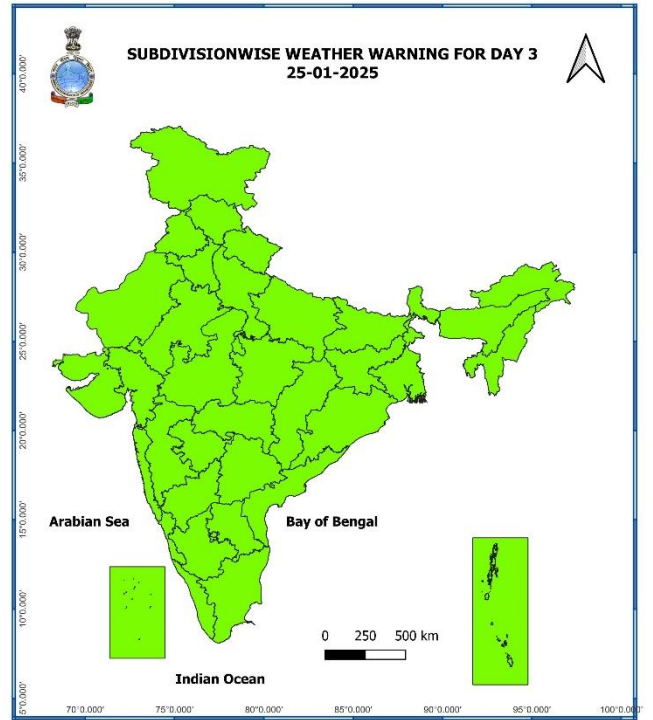 SUBDIVISIONWISE WEATHER WARNING FOR DAY 3
25-01-2025
40°0.000'
35°0.000'
30°0.000'
25°0.000'
20°0.000'
15°0.000'
10°0.000'
5°0.000'
Arabian Sea
Bay of Bengal
0 250 500 km
Indian Ocean
70°0.000' 75°0.000' 80°0.000' 85°0.000' 90°0.000' 95°0.000' 100°0.000'